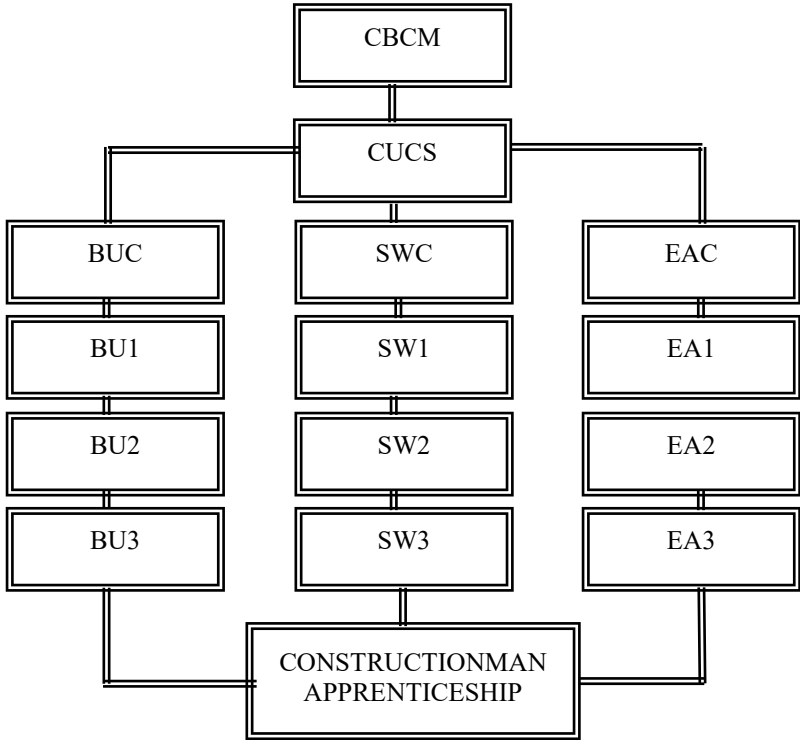 CBCM
CUCS
BUC
SWC
EAC
BU1
SW1
EA1
BU2
SW2
EA2
BU3
SW3
EA3
CONSTRUCTIONMAN
APPRENTICESHIP